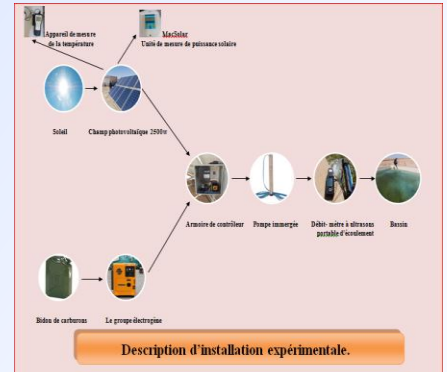 Appareil de mesure
de la température
MacSolar
Unité de mesure de puissance solaire
Soleil
Champ photovoltaïque 2500w
Armoire de contrôleur
Pompe immergée
Débit- mètre à ultrasons
portable d'écoulement
Bassin
Bidon de carburons
Le groupe électrogène
Description d'installation expérimentale.